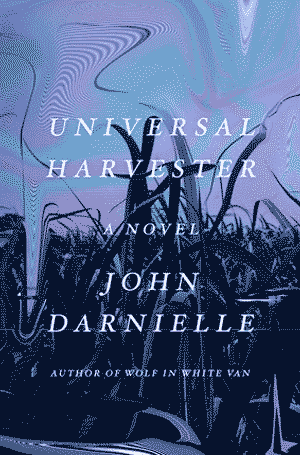 UNIVERSAL
HARVESTER
A NOVEL
JOHN
DARNIELLE
AUTHOR OF WOLF IN WHITE VAN